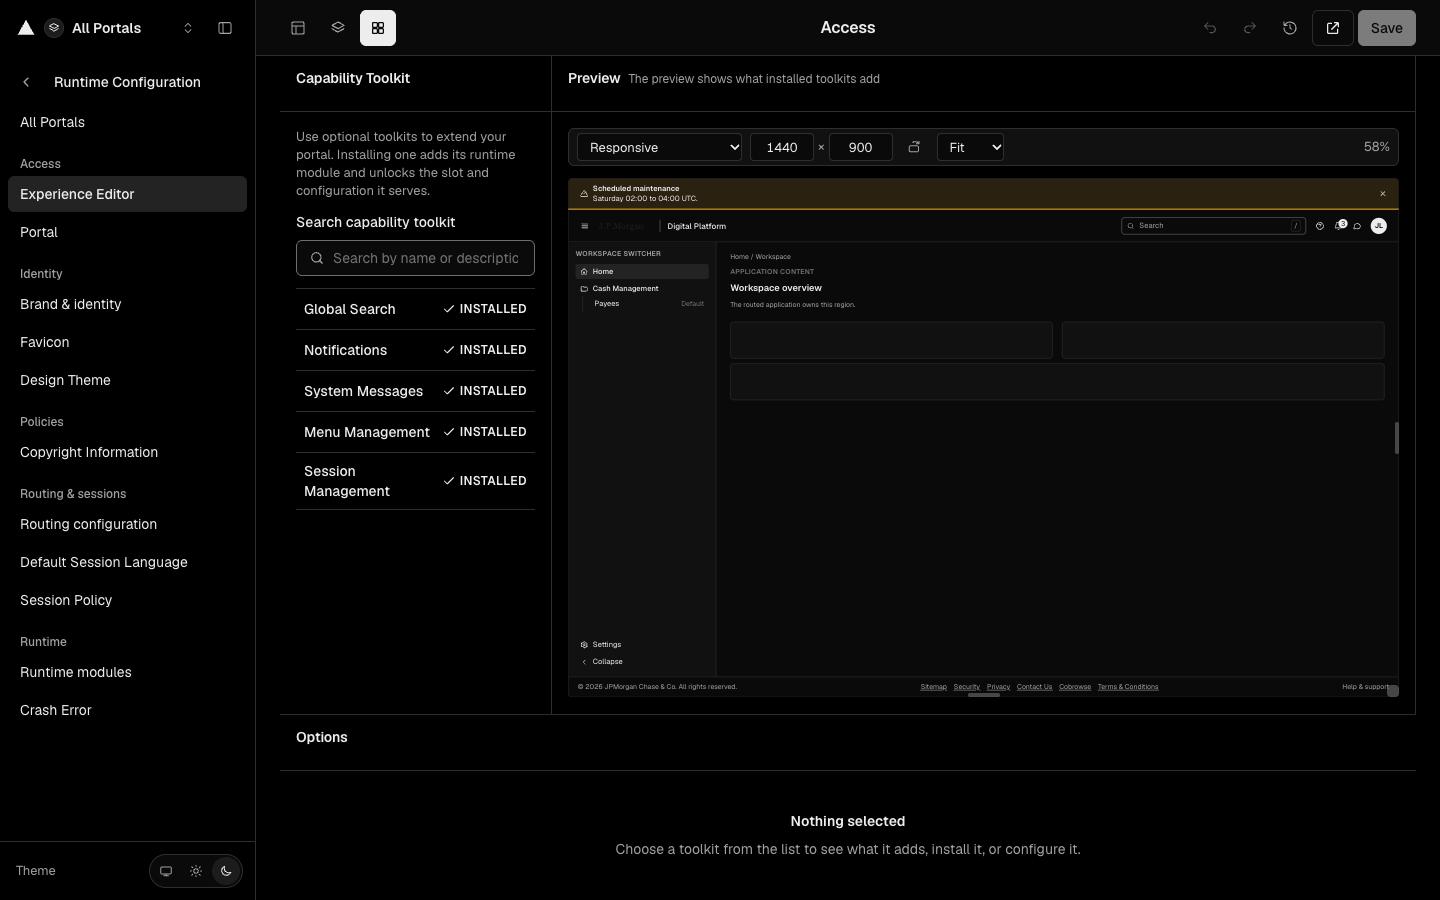 All Portals
Access
Save
Runtime Configuration
All Portals
Access
Experience Editor
Portal
Identity
Brand & identity
Favicon
Design Theme
Policies
Copyright Information
Routing & sessions
Routing configuration
Default Session Language
Session Policy
Runtime
Runtime modules
Crash Error
Theme
Capability Toolkit
Use optional toolkits to extend your
portal. Installing one adds its runtime
module and unlocks the slot and
configuration it serves.
Search capability toolkit
Search by name or descriptic
Global Search INSTALLED
Notifications INSTALLED
System Messages INSTALLED
Menu Management INSTALLED
Session
Management INSTALLED
Preview The preview shows what installed toolkits add
Responsive 1440 × 900 Fit 58%
Scheduled maintenance
Saturday 02:00 to 04:00 UTC.
J.P.Morgan Digital Platform Search / 3 JL
WORKSPACE SWITCHER
Home
Cash Management
Payees Default
Home / Workspace
APPLICATION CONTENT
Workspace overview
The routed application owns this region.
Settings
Collapse
© 2026 JPMorgan Chase & Co. All rights reserved. Sitemap Security Privacy Contact Us Cobrowse Terms & Conditions Help & support
Options
Nothing selected
Choose a toolkit from the list to see what it adds, install it, or configure it.